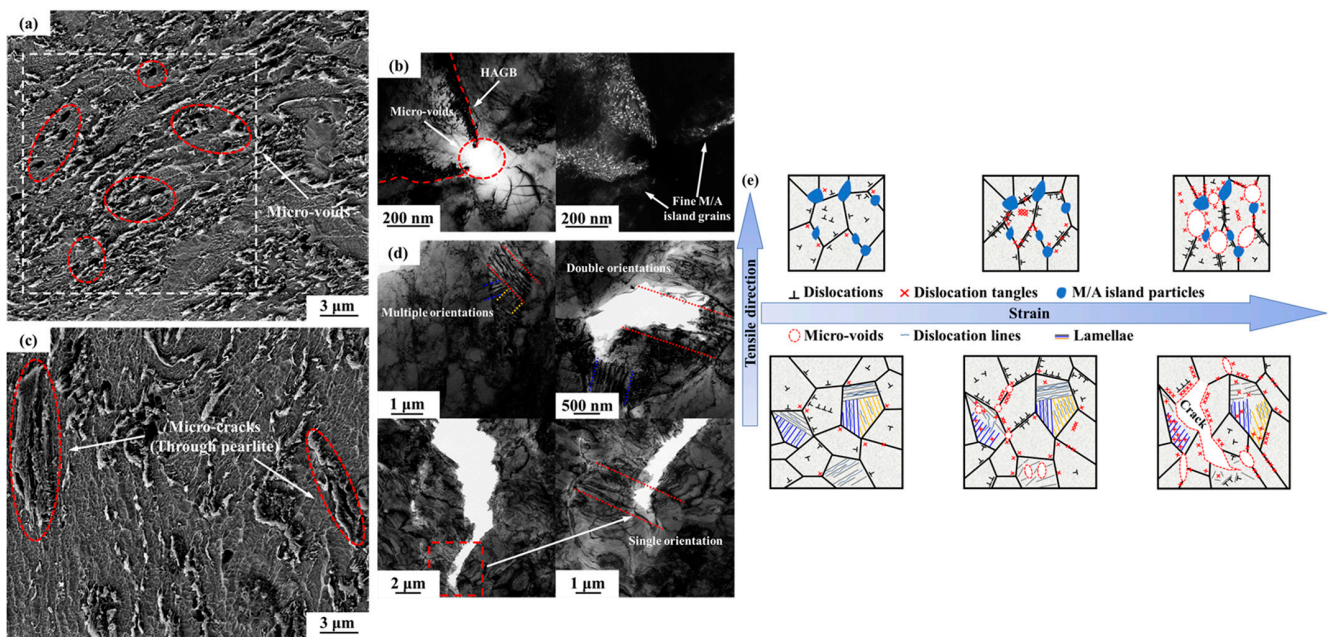 (a)
Micro-voids
3 μm
(b)
HAGB
Micro-voids
200 nm
200 nm
Fine M/A
island grains
(c)
Micro-cracks
(Through pearlite)
3 μm
(d)
Multiple orientations
1 μm
Double orientations
500 nm
2 μm
Single orientation
1 μm
(e)
Tensile direction
Dislocations
Dislocation tangles
M/A island particles
Strain
Micro-voids
Dislocation lines
Lamellae
Crack